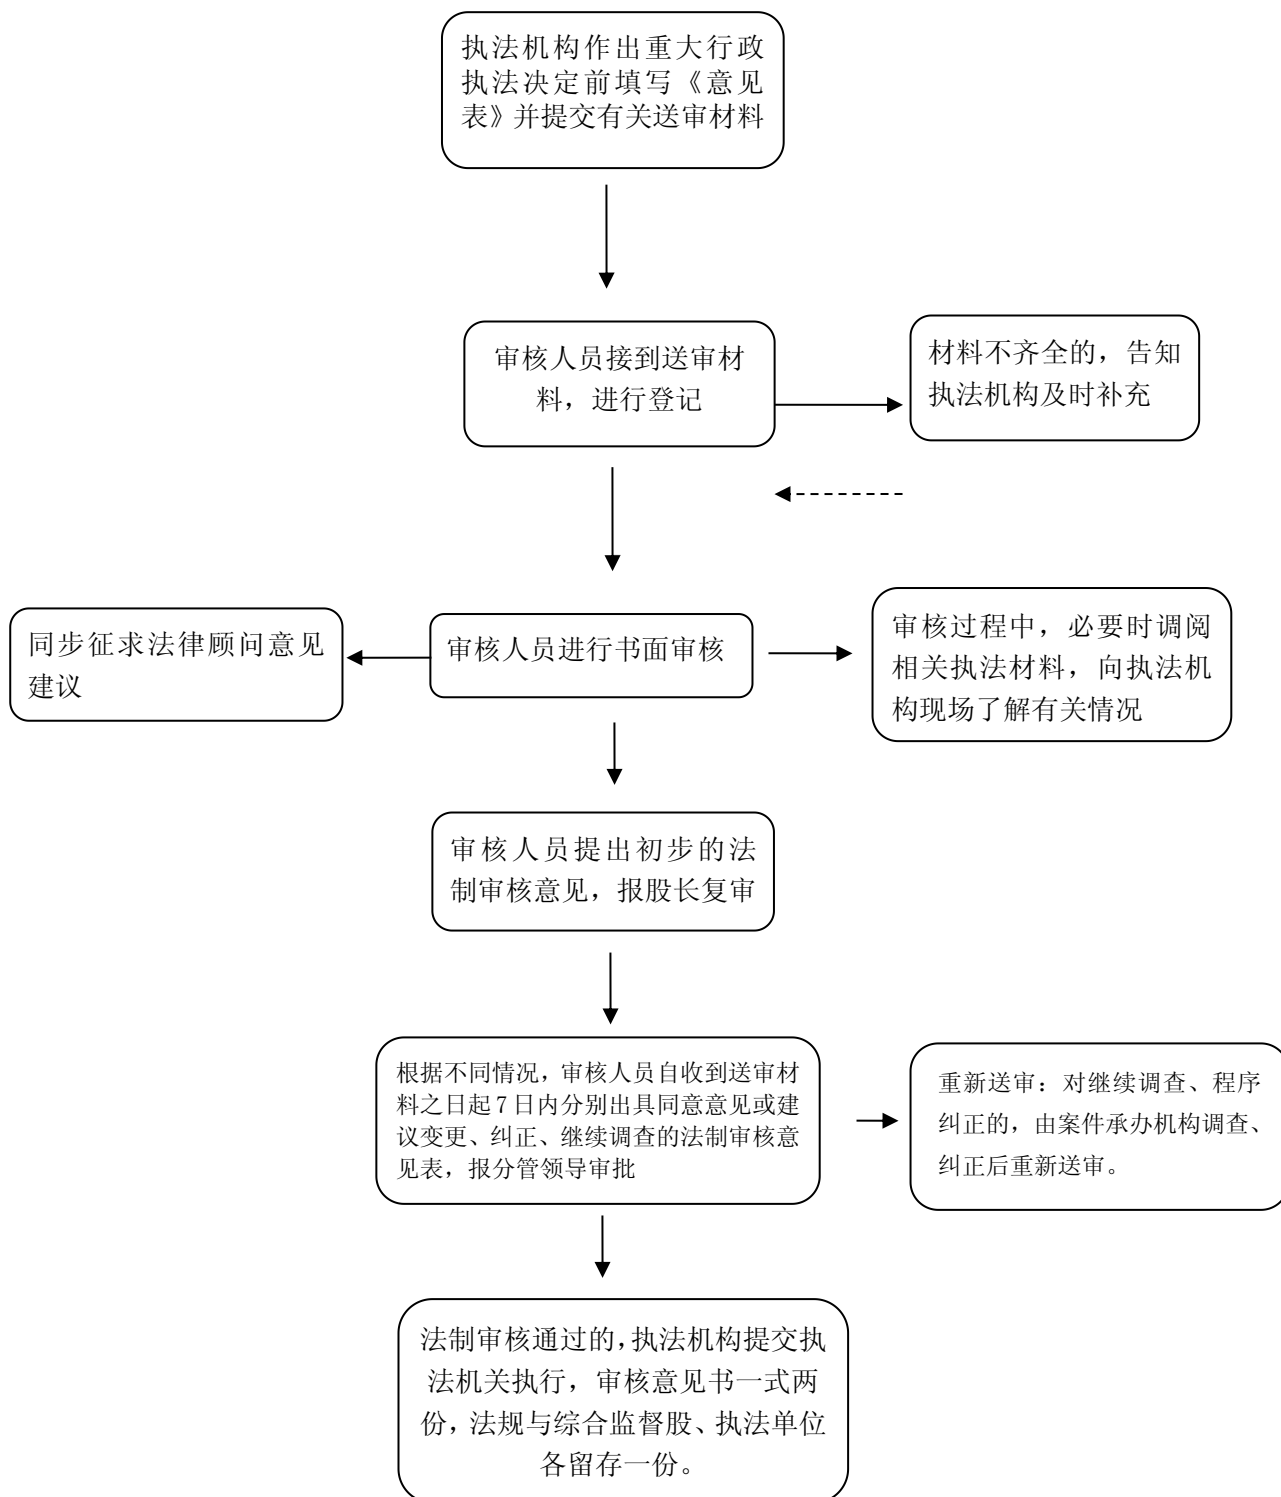 执法机构作出重大行政
执法决定前填写《意见
表》并提交有关送审材料
审核人员接到送审材
料，进行登记
材料不齐全的，告知
执法机构及时补充
同步征求法律顾问意见
建议
审核人员进行书面审核
审核过程中，必要时调阅
相关执法材料，向执法机
构现场了解有关情况
审核人员提出初步的法
制审核意见，报股长复审
根据不同情况，审核人员自收到送审材
料之日起7日内分别出具同意意见或建
议变更、纠正、继续调查的法制审核意
见表，报分管领导审批
重新送审：对继续调查、程序
纠正的，由案件承办机构调查、
纠正后重新送审。
法制审核通过的，执法机构提交执
法机关执行，审核意见书一式两
份，法规与综合监督股、执法单位
各留存一份。